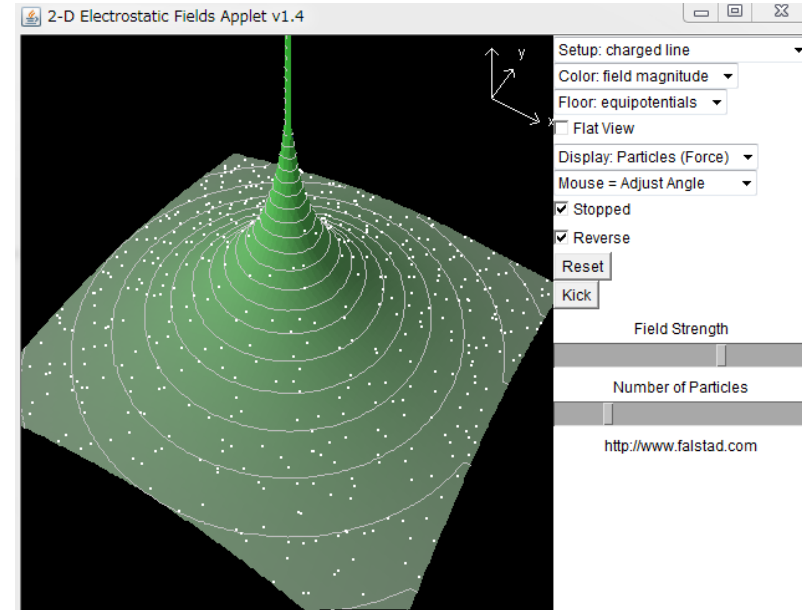 2-D Electrostatic Fields Applet v1.4
y
x
Setup: charged line
Color: field magnitude
Floor: equipotentials
Flat View
Display: Particles (Force)
Mouse = Adjust Angle
Stopped
Reverse
Reset
Kick
Field Strength
Number of Particles
http://www.falstad.com